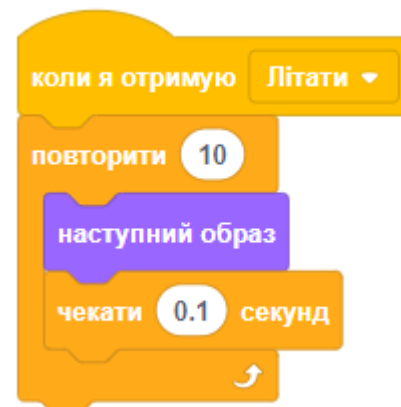 коли я отримую Літати
повторити 10
наступний образ
чекати 0.1 секунд